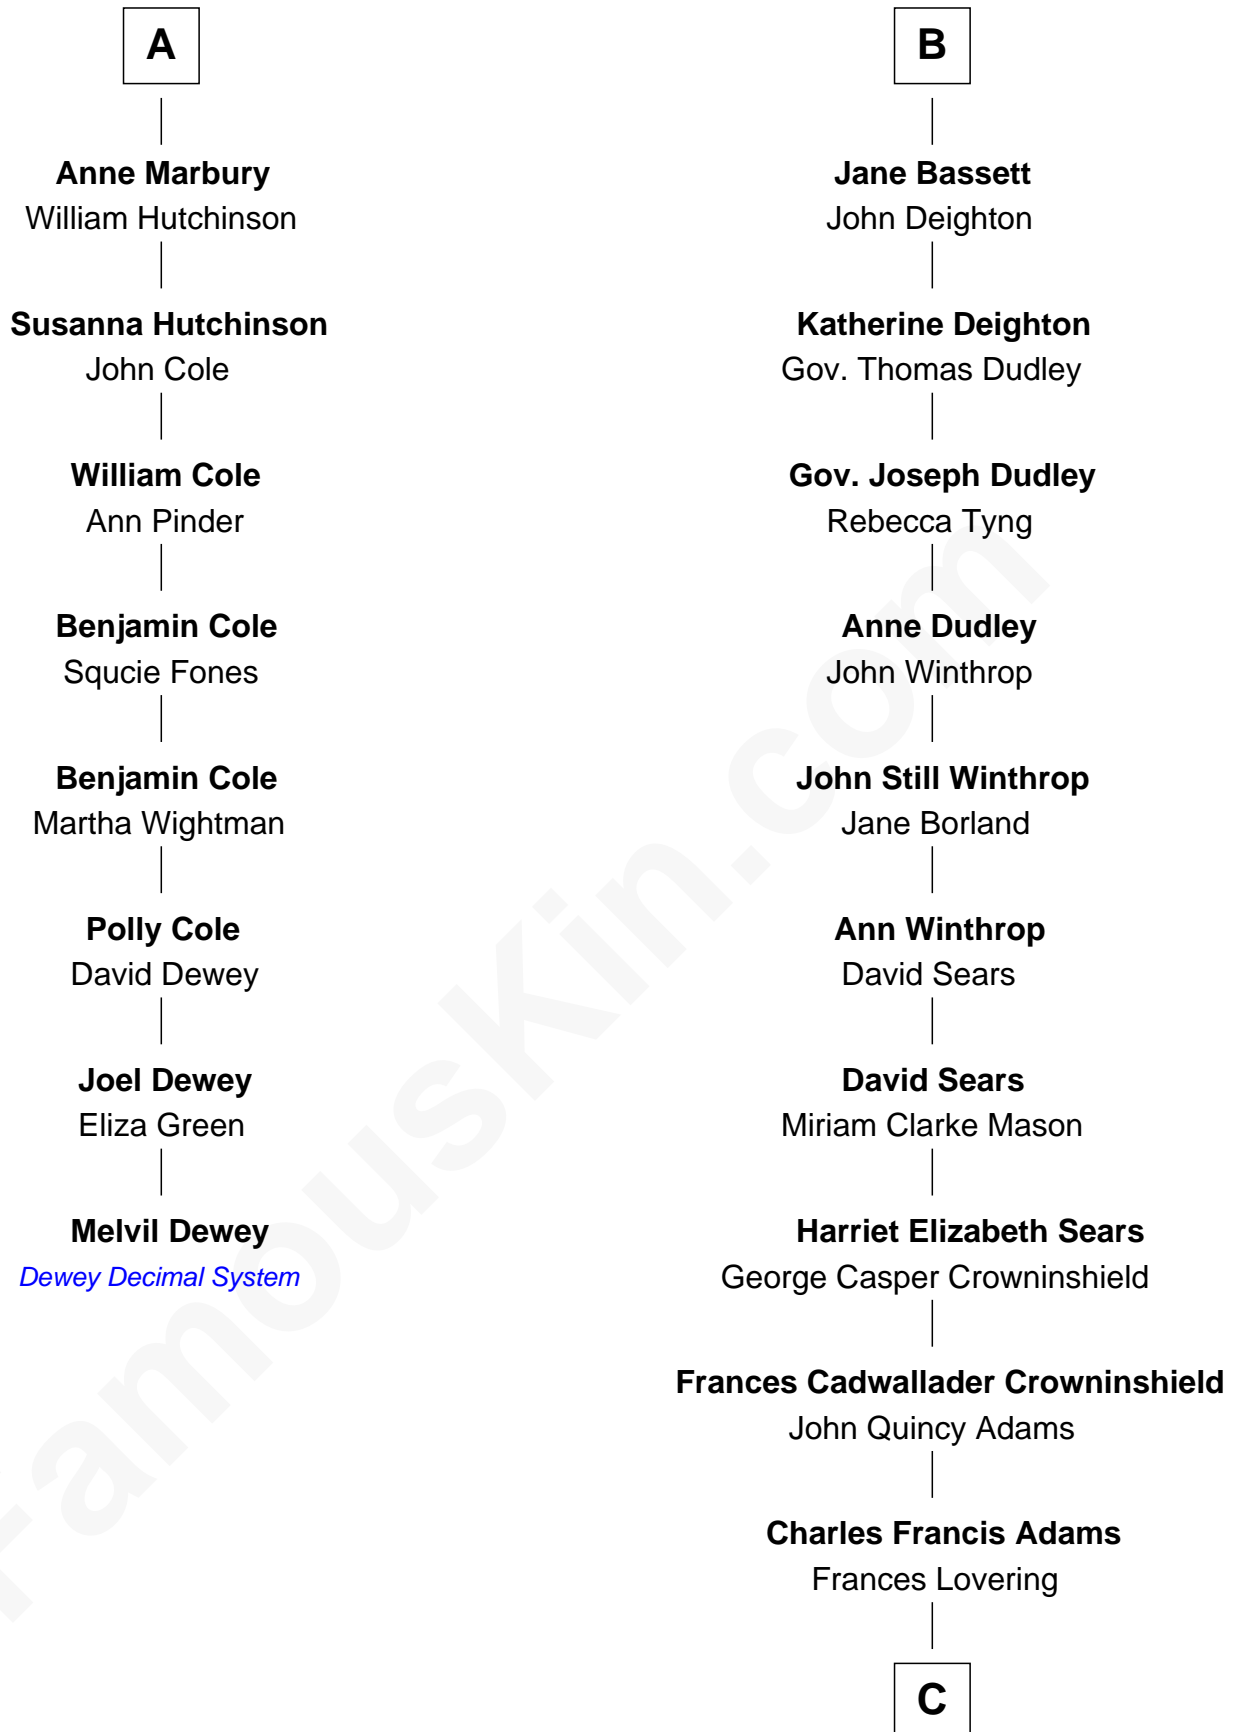 A
Anne Marbury
William Hutchinson
Susanna Hutchinson
John Cole
William Cole
Ann Pinder
Benjamin Cole
Squcie Fones
Benjamin Cole
Martha Wightman
Polly Cole
David Dewey
Joel Dewey
Eliza Green
Melvil Dewey
Dewey Decimal System
B
Jane Bassett
John Deighton
Katherine Deighton
Gov. Thomas Dudley
Gov. Joseph Dudley
Rebecca Tyng
Anne Dudley
John Winthrop
John Still Winthrop
Jane Borland
Ann Winthrop
David Sears
David Sears
Miriam Clarke Mason
Harriet Elizabeth Sears
George Casper Crowninshield
Frances Cadwallader Crowninshield
John Quincy Adams
Charles Francis Adams
Frances Lovering
C
FamousKin.com